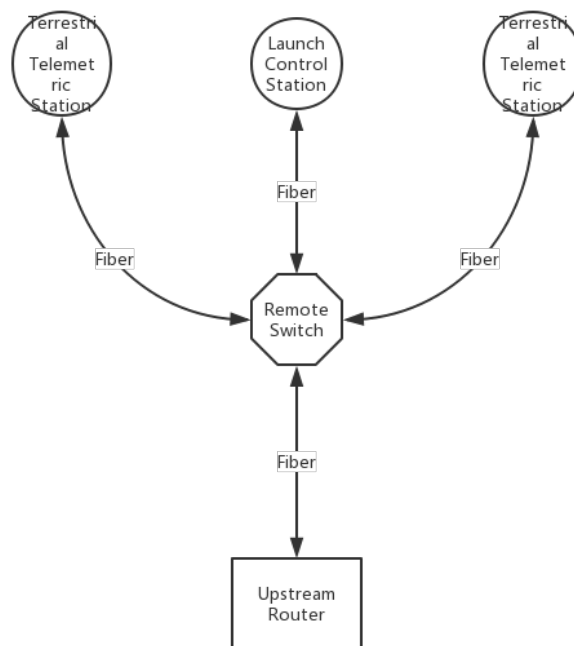 Terrestri
al
Telemet
ric
Station
Launch
Control
Station
Terrestri
al
Telemet
ric
Station
Fiber
Fiber
Fiber
Remote
Switch
Fiber
Upstream
Router